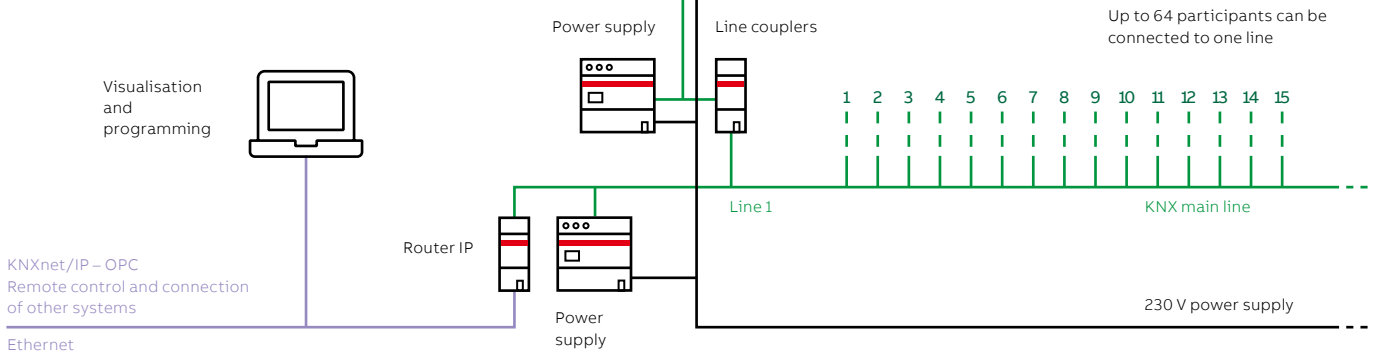 Power supply
Line couplers
Up to 64 participants can be
connected to one line
Visualisation
and
programming
1 2 3 4 5 6 7 8 9 10 11 12 13 14 15
Line 1
KNX main line
Router IP
KNXnet/IP – OPC
Remote control and connection
of other systems
230 V power supply
Power
supply
Ethernet